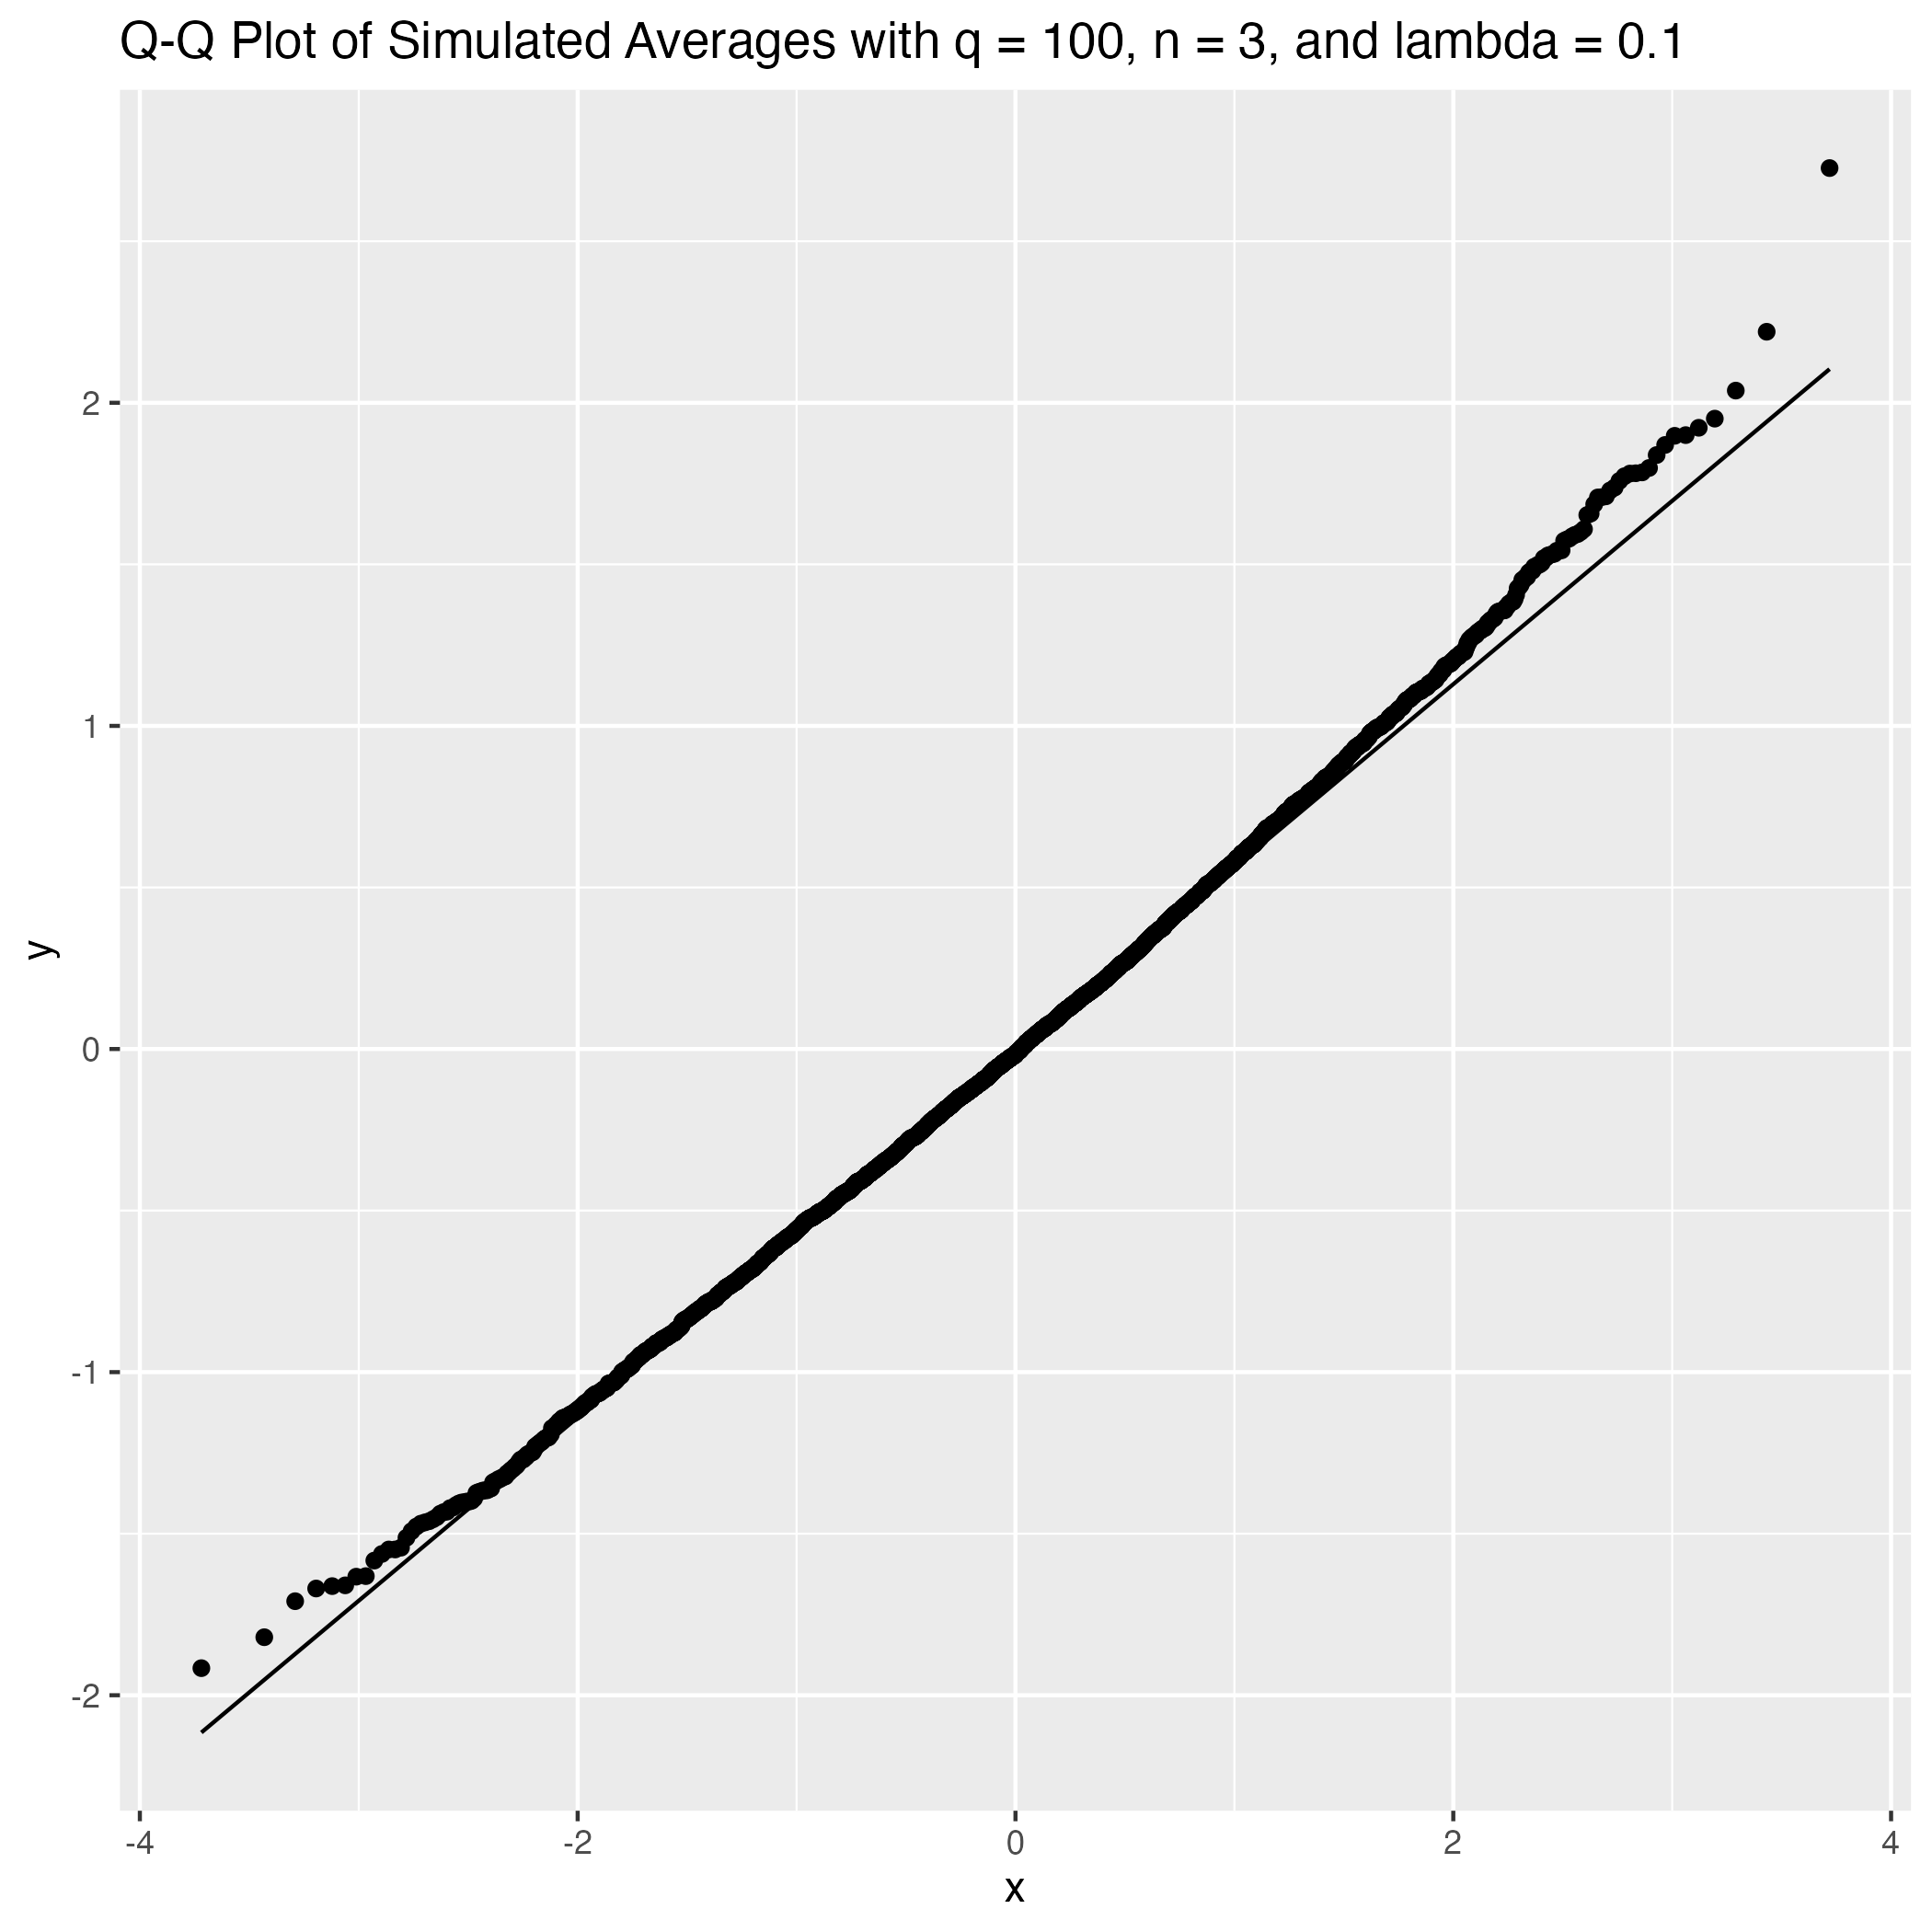 Q-Q Plot of Simulated Averages with q = 100, n = 3, and lambda = 0.1
2
1
0
-1
-2
y
-4 -2 0 2 4
x